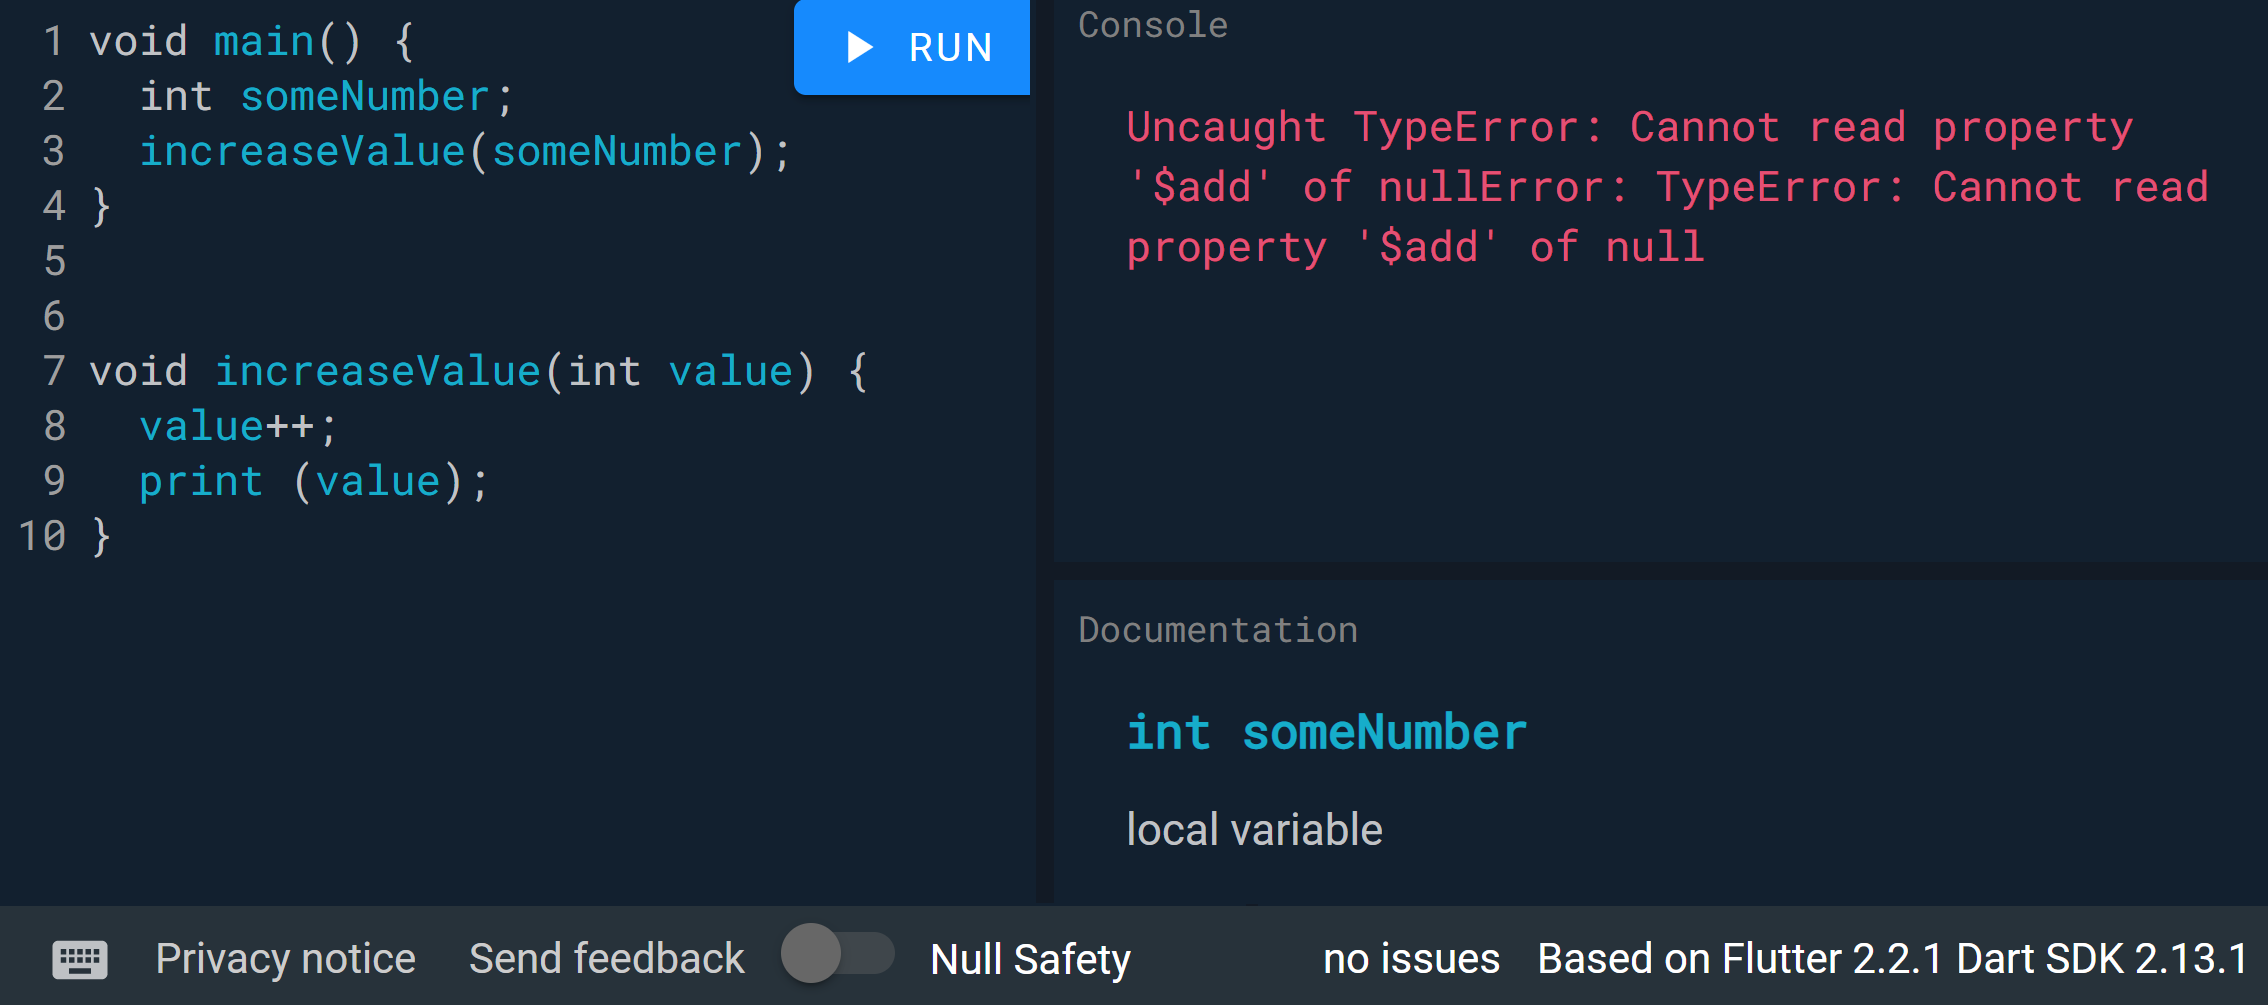 1 void main() {
2   int someNumber;
3   increaseValue(someNumber);
4 }
5
6
7 void increaseValue(int value) {
8   value++;
9   print (value);
10 }
RUN
Console
Uncaught TypeError: Cannot read property
'$add' of nullError: TypeError: Cannot read
property '$add' of null
Documentation
int someNumber
local variable
Privacy notice Send feedback Null Safety no issues Based on Flutter 2.2.1 Dart SDK 2.13.1